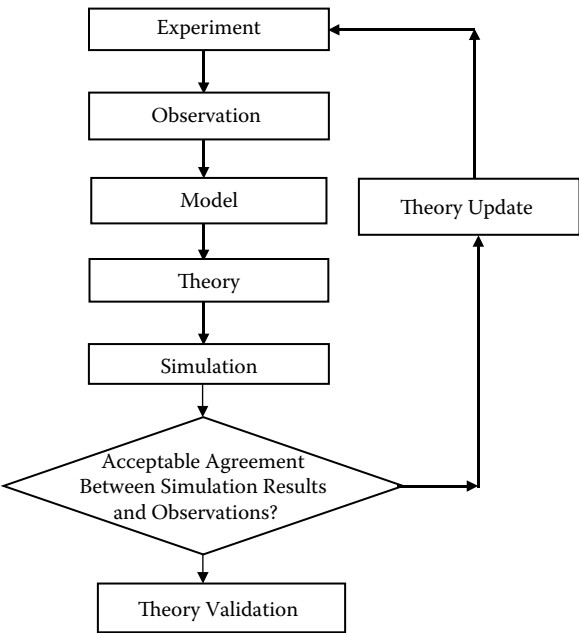 Experiment
Observation
Model
Theory Update
Theory
Simulation
Acceptable Agreement
Between Simulation Results
and Observations?
Theory Validation